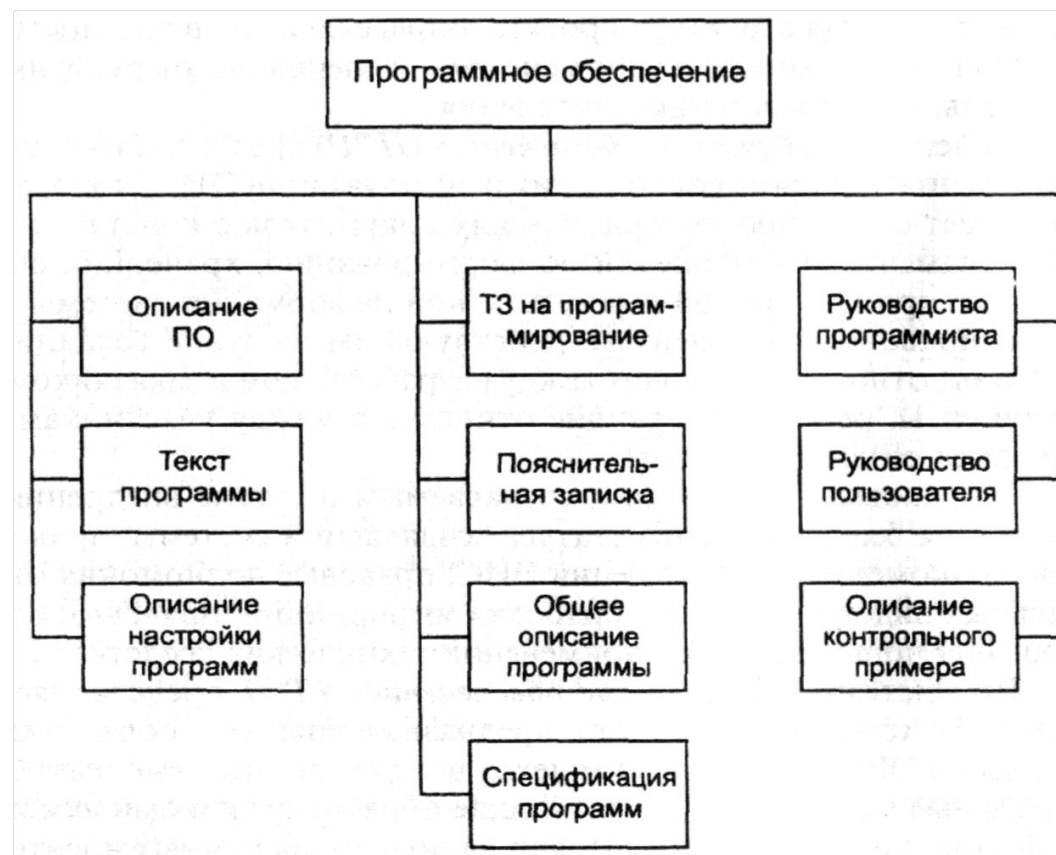 Программное обеспечение
Описание
ПО
ТЗ на програм-
мирование
Руководство
программиста
Текст
программы
Пояснитель-
ная записка
Руководство
пользователя
Описание
настройки
программ
Общее
описание
программы
Описание
контрольного
примера
Спецификация
программ